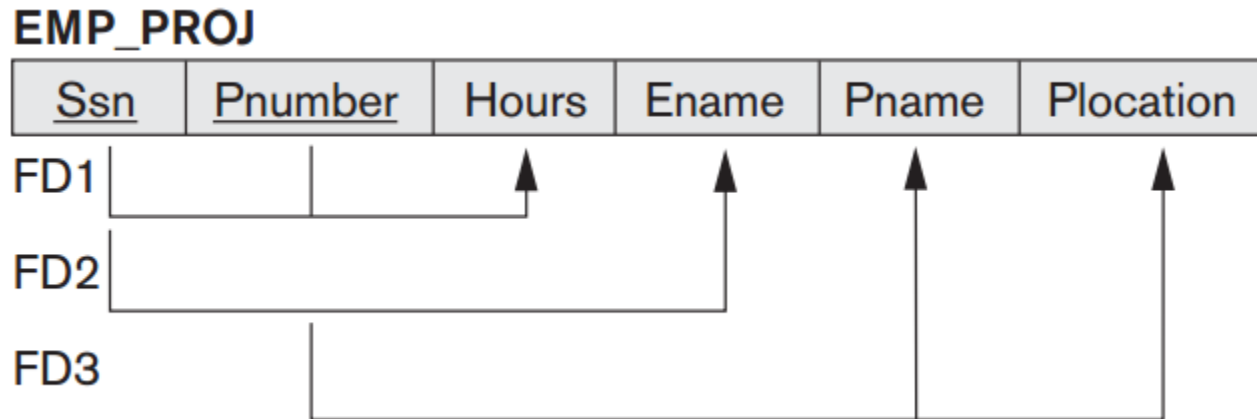 EMP_PROJ
Ssn Pnumber Hours Ename Pname Plocation
FD1
FD2
FD3